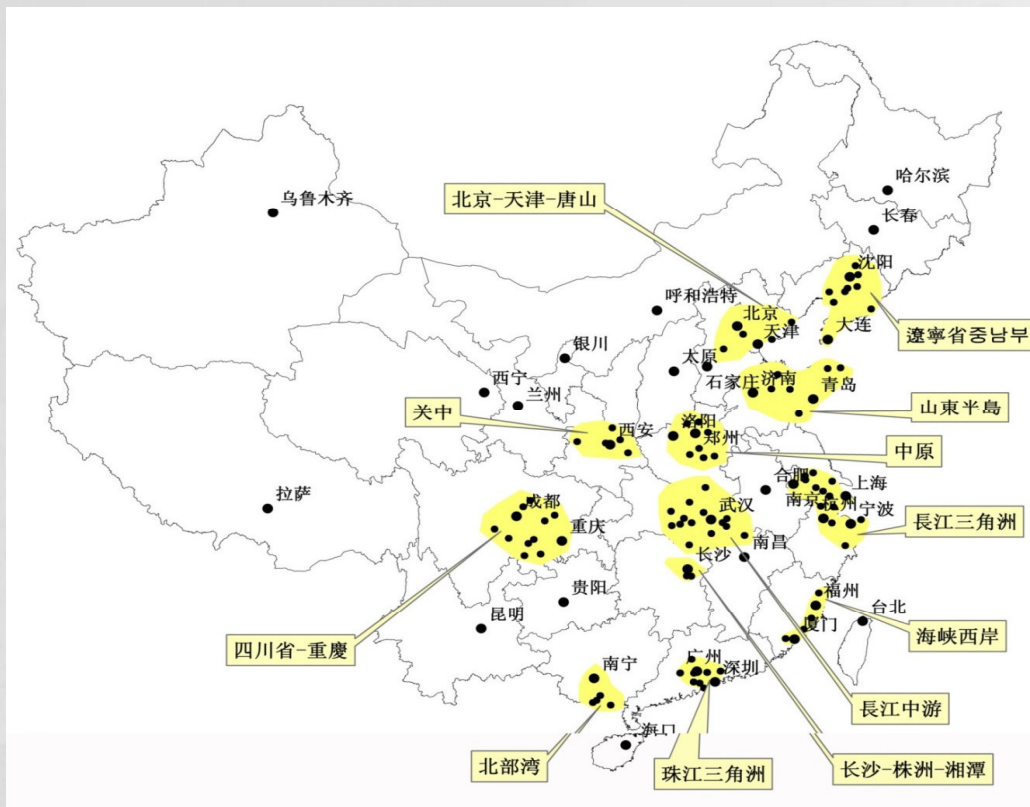 哈尔滨
乌鲁木齐
北京-天津-唐山
长春
沈阳
呼和浩特
北京
天津
大连
遼寧省중남부
银川
太原
石家庄
济南
青岛
西宁
兰州
关中
山東半島
西安
洛阳
郑州
中原
拉萨
合肥
上海
成都
武汉
南京
杭州
宁波
重庆
長江三角洲
南昌
长沙
贵阳
福州
台北
昆明
厦门
海峡西岸
四川省-重慶
南宁
广州
深圳
長江中游
海口
北部湾
珠江三角洲
长沙-株洲-湘潭